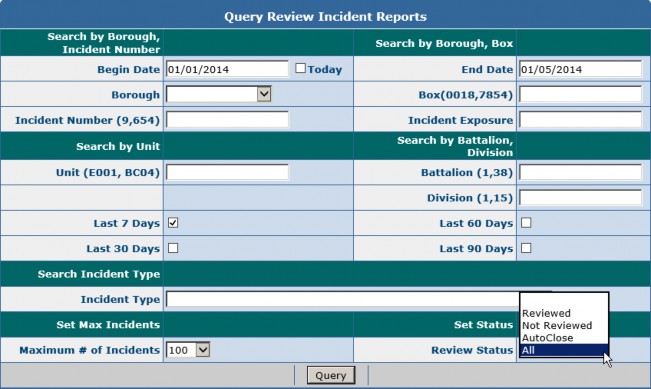 Query Review Incident Reports
Search by Borough,
Incident Number
Search by Borough, Box
Begin Date 01/01/2014 Today
End Date 01/05/2014
Borough
Box(0018,7854)
Incident Number (9,654)
Incident Exposure
Search by Unit
Search by Battalion,
Division
Unit (E001, BC04)
Battalion (1,38)
Division (1,15)
Last 7 Days
Last 60 Days
Last 30 Days
Last 90 Days
Search Incident Type
Incident Type
Set Max Incidents
Set Status
Maximum # of Incidents 100
Review Status
Reviewed
Not Reviewed
AutoClose
All
Query